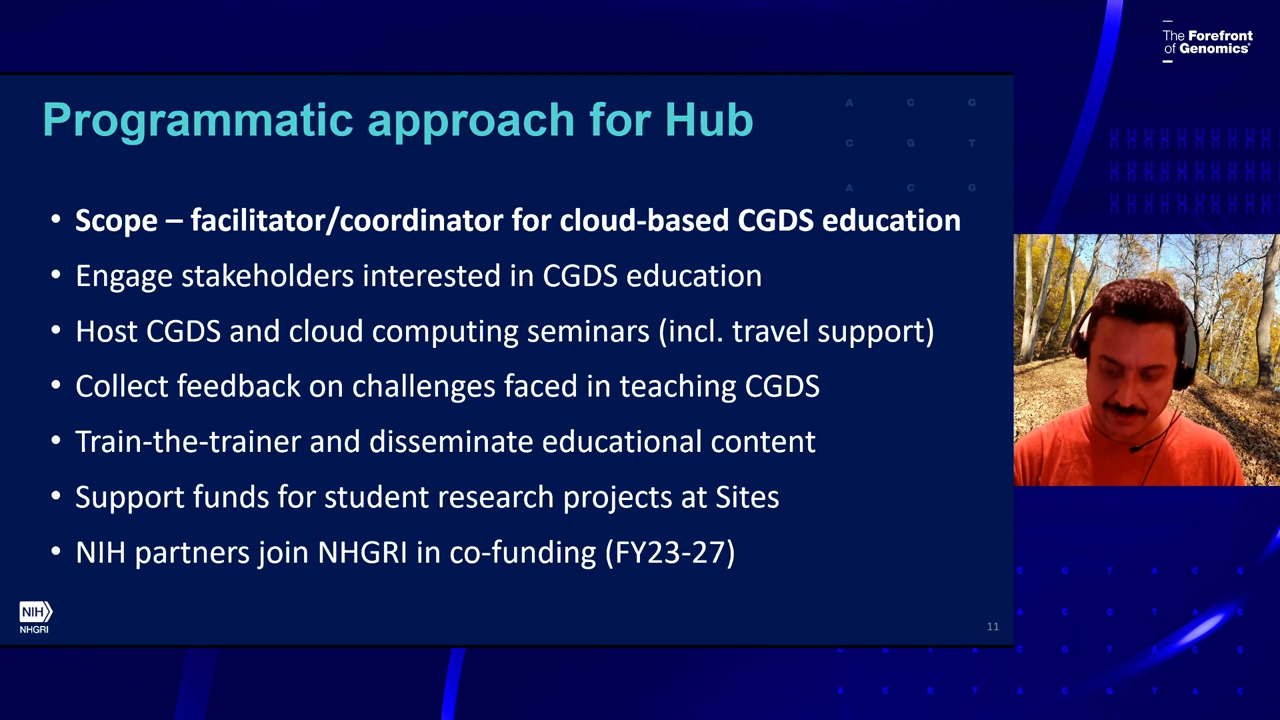 The Forefront
of Genomics®
Programmatic approach for Hub
A C G
C G T
A C G
• Scope – facilitator/coordinator for cloud-based CGDS education
• Engage stakeholders interested in CGDS education
• Host CGDS and cloud computing seminars (incl. travel support)
• Collect feedback on challenges faced in teaching CGDS
• Train-the-trainer and disseminate educational content
• Support funds for student research projects at Sites
• NIH partners join NHGRI in co-funding (FY23-27)
NIH
NHGRI
11